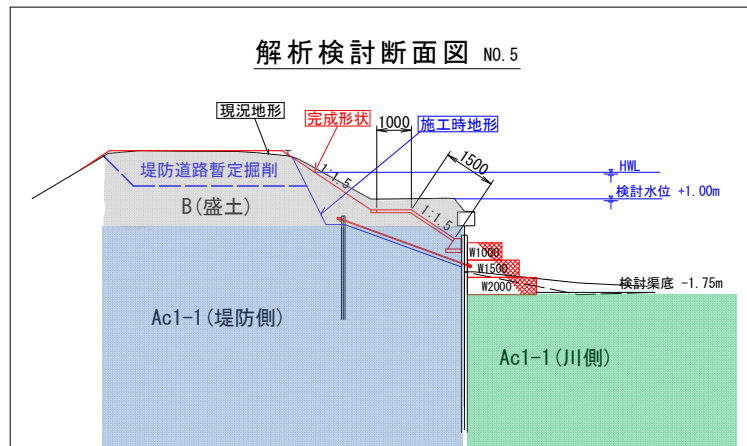 解析検討断面図 NO.5
現況地形
完成形状
1000
施工時地形
1500
HWL
1:1.5
堤防道路暫定掘削
検討水位 +1.00m
B(盛土)
1:1.5
W1000
W1500
検討渠底 -1.75m
W2000
Ac1-1(堤防側)
Ac1-1(川側)